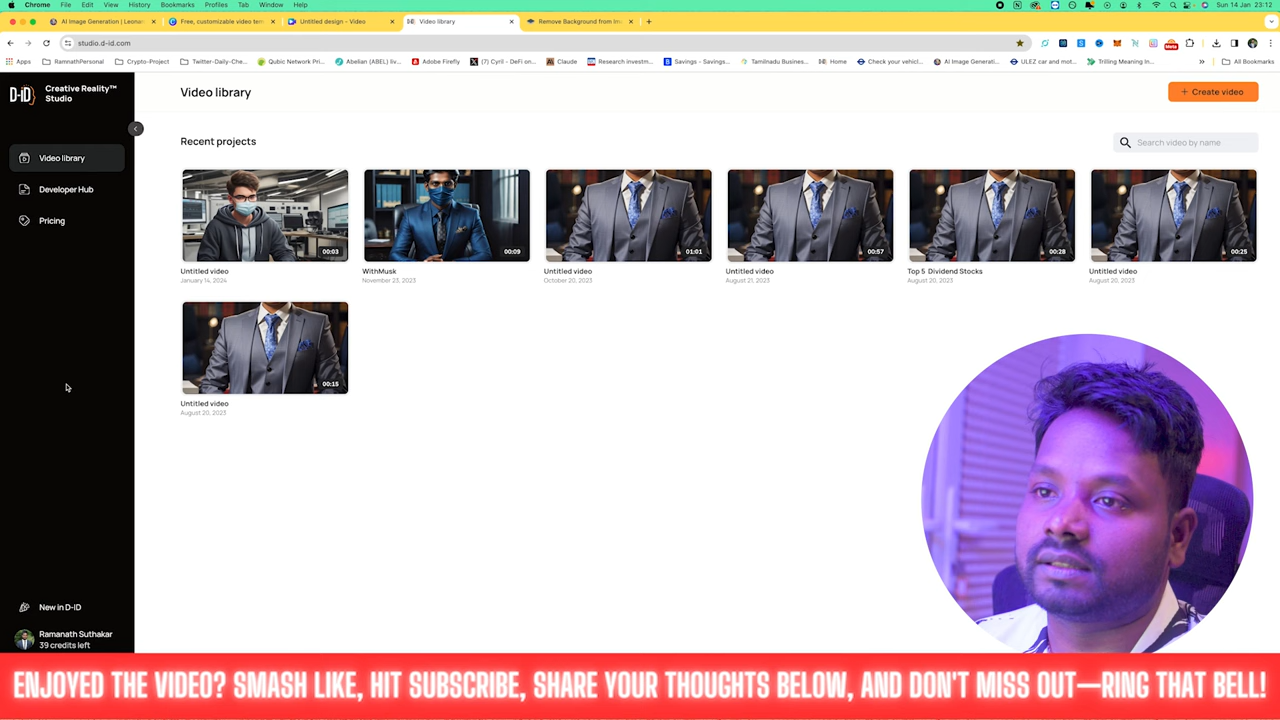 Chrome File Edit View History Bookmarks Profiles Tab Window Help
Sun 14 Jan 23:12
AI Image Generation | Leonar
Free, customizable video tem
Untitled design - Video
Video library
Remove Background from Im
studio.d-id.com
Apps
RamnathPersonal
Crypto-Project
Twitter-Daily-Che...
Qubic Network Pri...
Abelian (ABEL) liv...
Adobe Firefly
(7) Cyril - DeFi on...
Claude
Research investm...
Savings - Savings...
Tamilnadu Busines...
Home
Check your vehicl...
AI Image Generati...
ULEZ car and mot...
Trilling Meaning In...
All Bookmarks
D-iD
Creative Reality™
Studio
Video library
Developer Hub
Pricing
New in D-ID
Ramanath Suthakar
39 credits left
Video library
+ Create video
Recent projects
Search video by name
00:03
00:09
01:01
00:57
00:28
00:25
Untitled video
January 14, 2024
WithMusk
November 23, 2023
Untitled video
October 20, 2023
Untitled video
August 21, 2023
Top 5 Dividend Stocks
August 20, 2023
Untitled video
August 20, 2023
00:15
Untitled video
August 20, 2023
ENJOYED THE VIDEO? SMASH LIKE, HIT SUBSCRIBE, SHARE YOUR THOUGHTS BELOW, AND DON'T MISS OUT—RING THAT BELL!